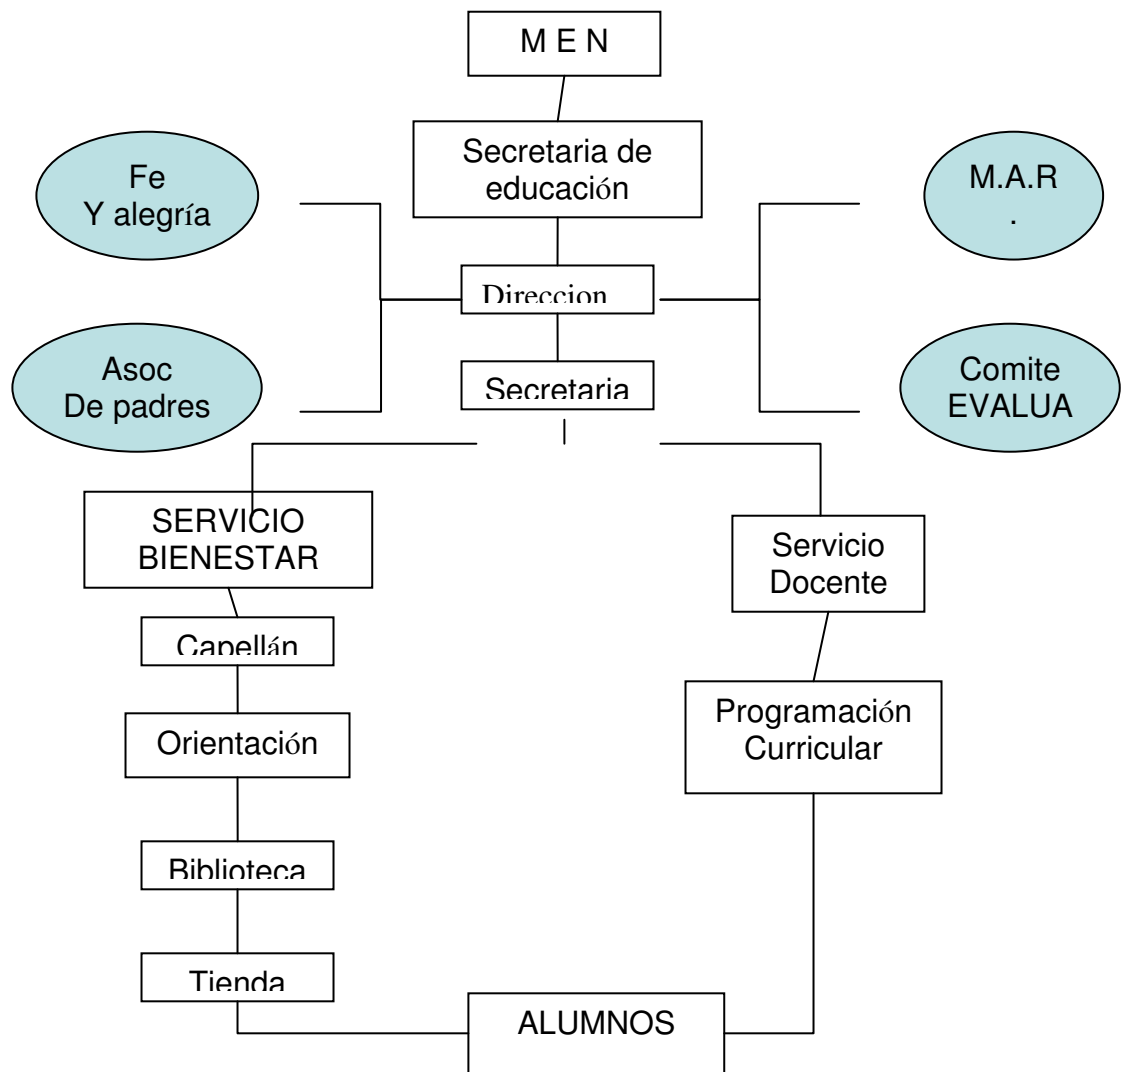 M E N
Secretaria de
educación
Fe
Y alegría
M.A.R
.
Direccion
Asoc
De padres
Secretaria
Comite
EVALUA
SERVICIO
BIENESTAR
Servicio
Docente
Capellán
Programación
Curricular
Orientación
Biblioteca
Tienda
ALUMNOS